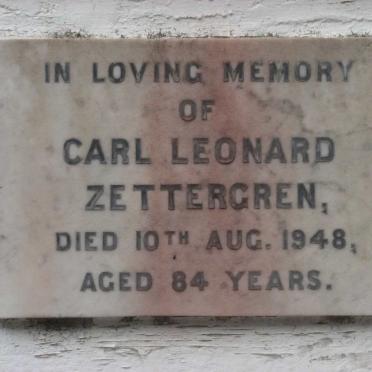 IN LOVING MEMORY
OF
CARL LEONARD
ZETTERGREN,
DIED 10TH AUG. 1948,
AGED 84 YEARS.